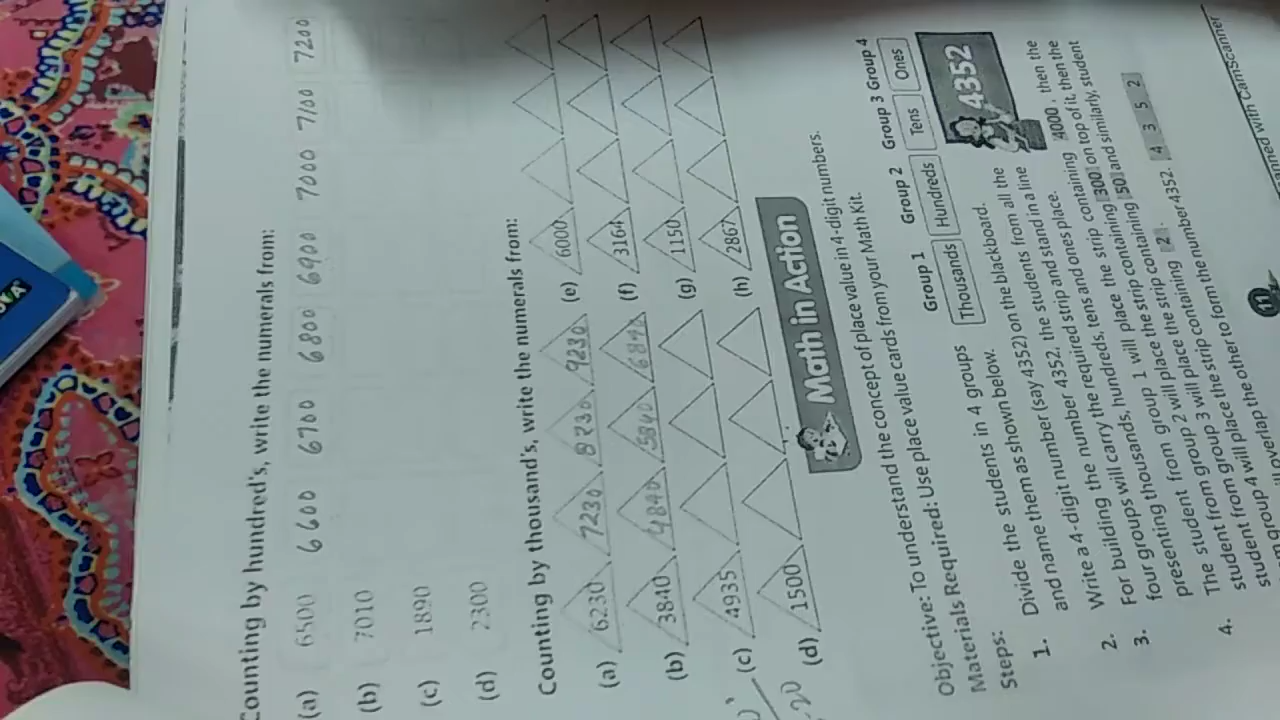 Counting by hundred's, write the numerals from:
(a) 6500 6600 6700 6800 6900 7000 7100 7200
(b) 7010
(c) 1890
(d) 2300
Counting by thousand's, write the numerals from:
(a) 6230 7230 8230 9230 (e) 6000
(b) 3840 4840 5840 6840 (f) 3164
(c) 4935 (g) 1150
(d) 1500 (h) 2867
Math in Action
Objective: To understand the concept of place value in 4-digit numbers.
Materials Required: Use place value cards from your Math Kit.
Steps:
Group 1 Group 2 Group 3 Group 4
Thousands Hundreds Tens Ones
4352
1. Divide the students in 4 groups
and name them as shown below.
Write a 4-digit number (say 4352) on the blackboard.
2. For building the number 4352, the students from all the
four groups will carry the required strip and stand in a line
presenting thousands, hundreds, tens and ones place.
3. The student from group 1 will place the strip containing 4000, then the
student from group 2 will place the strip containing 300 on top of it, then the
student from group 3 will place the strip containing 50 and similarly, student
from group 4 will place the strip containing 2.
4. overlap the other to form the number 4352. 4 3 5 2
11
anned with CamScanner